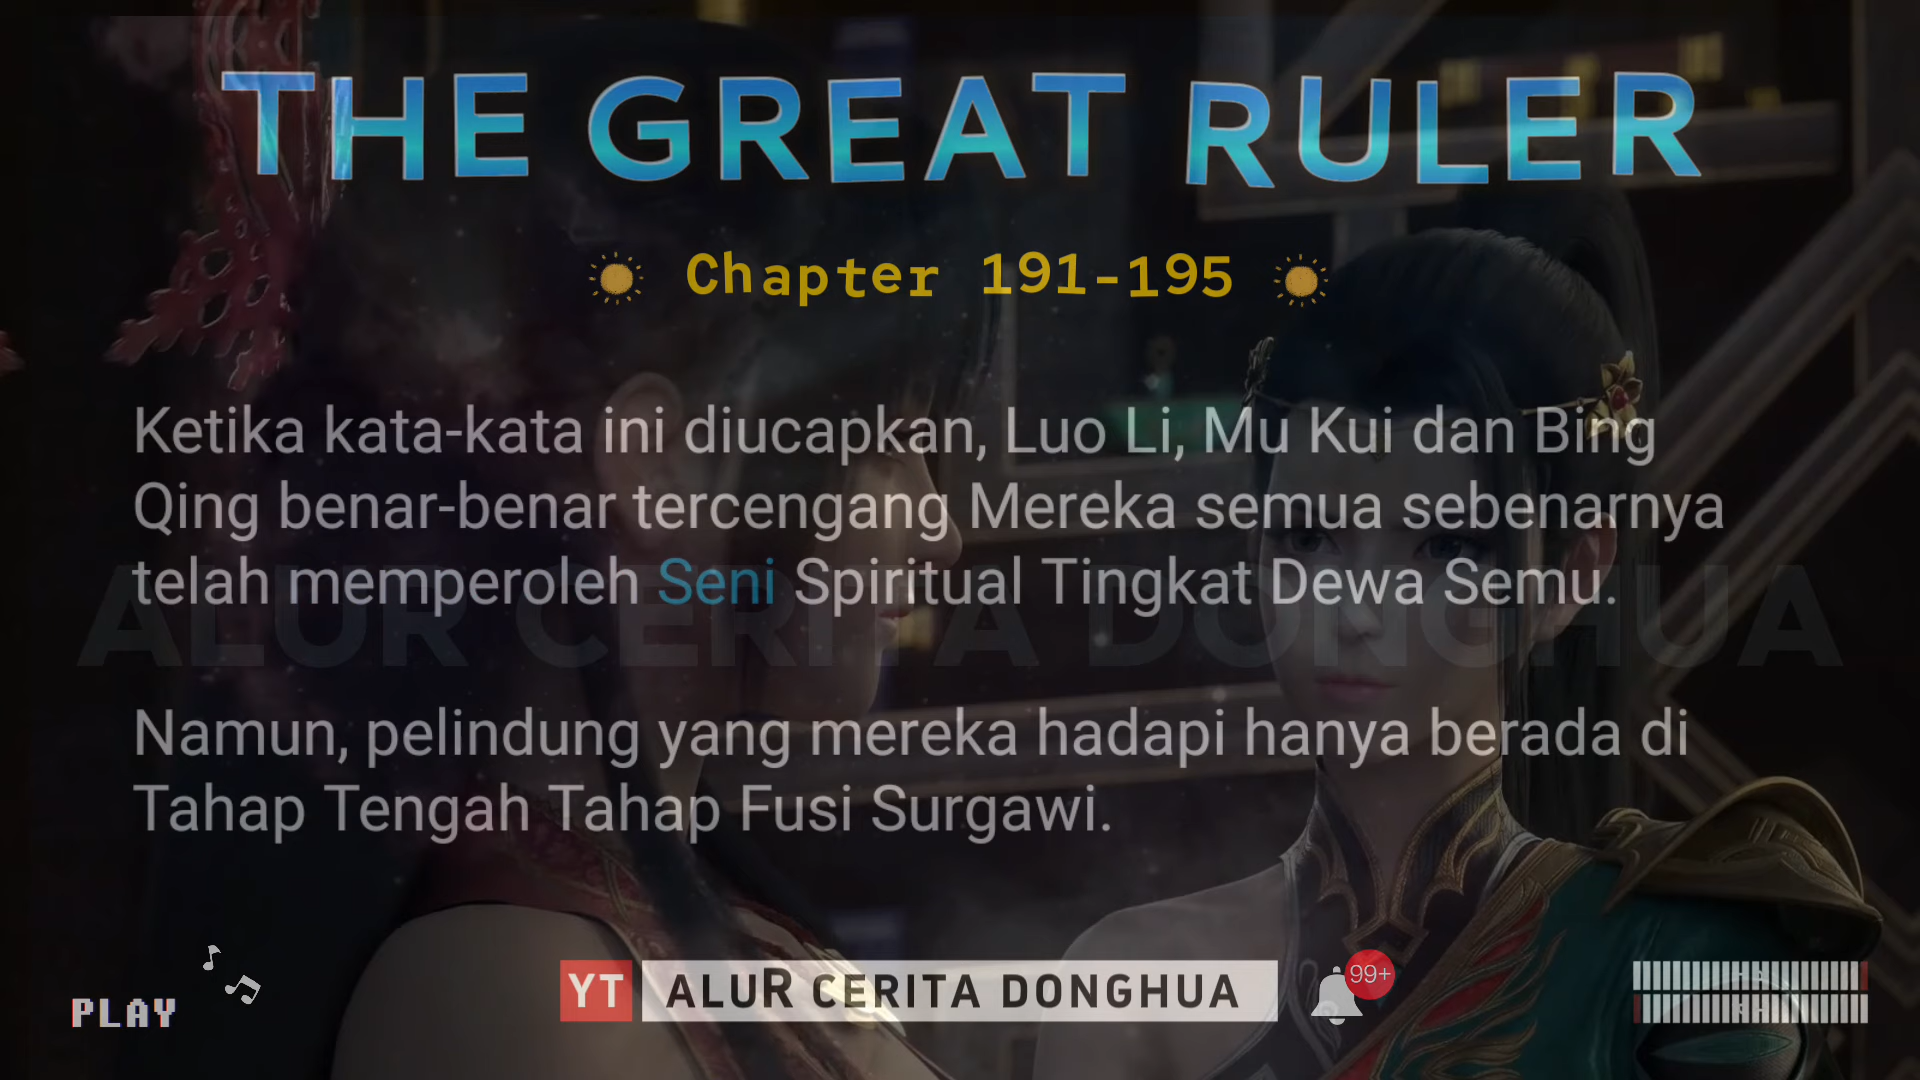 THE GREAT RULER
Chapter 191-195
Ketika kata-kata ini diucapkan, Luo Li, Mu Kui dan Bing
Qing benar-benar tercengang Mereka semua sebenarnya
telah memperoleh Seni Spiritual Tingkat Dewa Semu.
ALUR CERITA DONGHUA
Namun, pelindung yang mereka hadapi hanya berada di
Tahap Tengah Tahap Fusi Surgawi.
PLAY
YT ALUR CERITA DONGHUA
99+